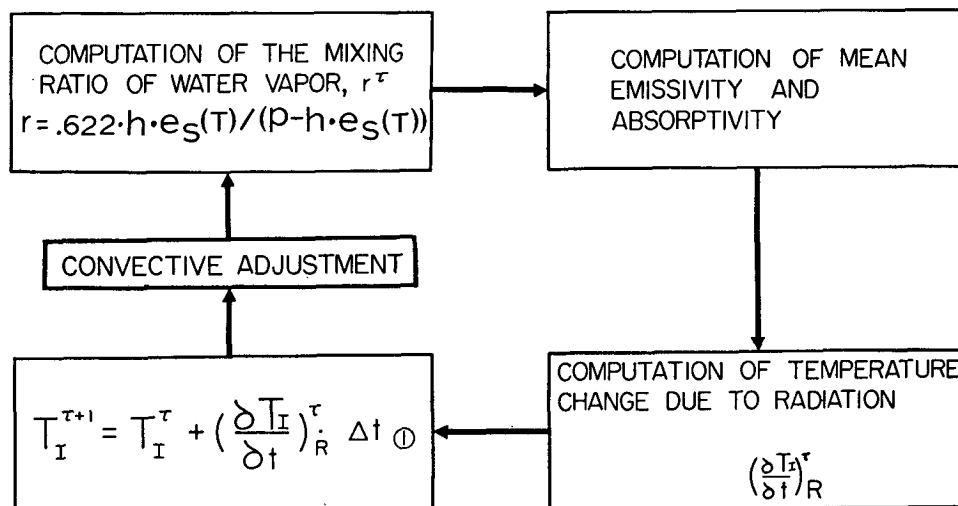 COMPUTATION OF THE MIXING
RATIO OF WATER VAPOR, r^τ
r=.622·h·e_S(T)/(P-h·e_S(T))
COMPUTATION OF MEAN
EMISSIVITY AND
ABSORPTIVITY
CONVECTIVE ADJUSTMENT
T_I^{τ+1} = T_I^τ + (∂T_I/∂t)_R^τ Δt ①
COMPUTATION OF TEMPERATURE
CHANGE DUE TO RADIATION
(∂T_I/∂t)_R^τ